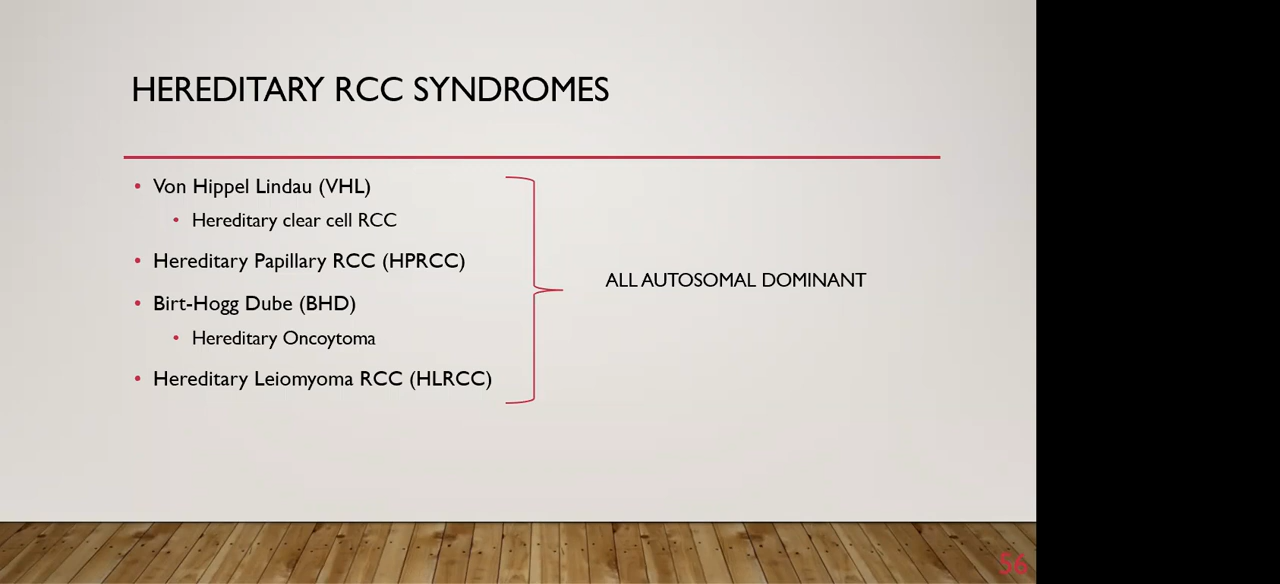 HEREDITARY RCC SYNDROMES
• Von Hippel Lindau (VHL)
• Hereditary clear cell RCC
• Hereditary Papillary RCC (HPRCC)
• Birt-Hogg Dube (BHD)
• Hereditary Oncoytoma
• Hereditary Leiomyoma RCC (HLRCC)
ALL AUTOSOMAL DOMINANT
56